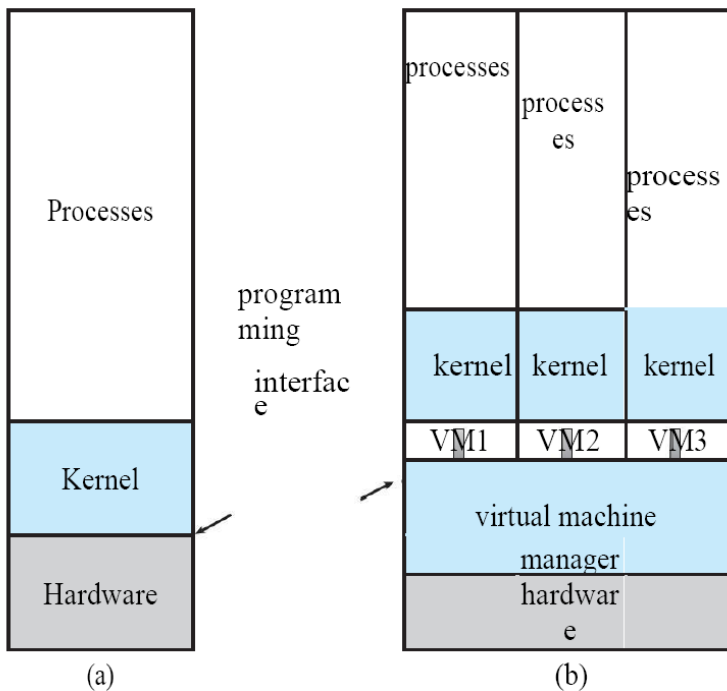 Processes
Kernel
Hardware
(a)
program
ming
interfac
e
processes
process
es
process
es
kernel
kernel
kernel
VM1
VM2
VM3
virtual machine
manager
hardwar
e
(b)